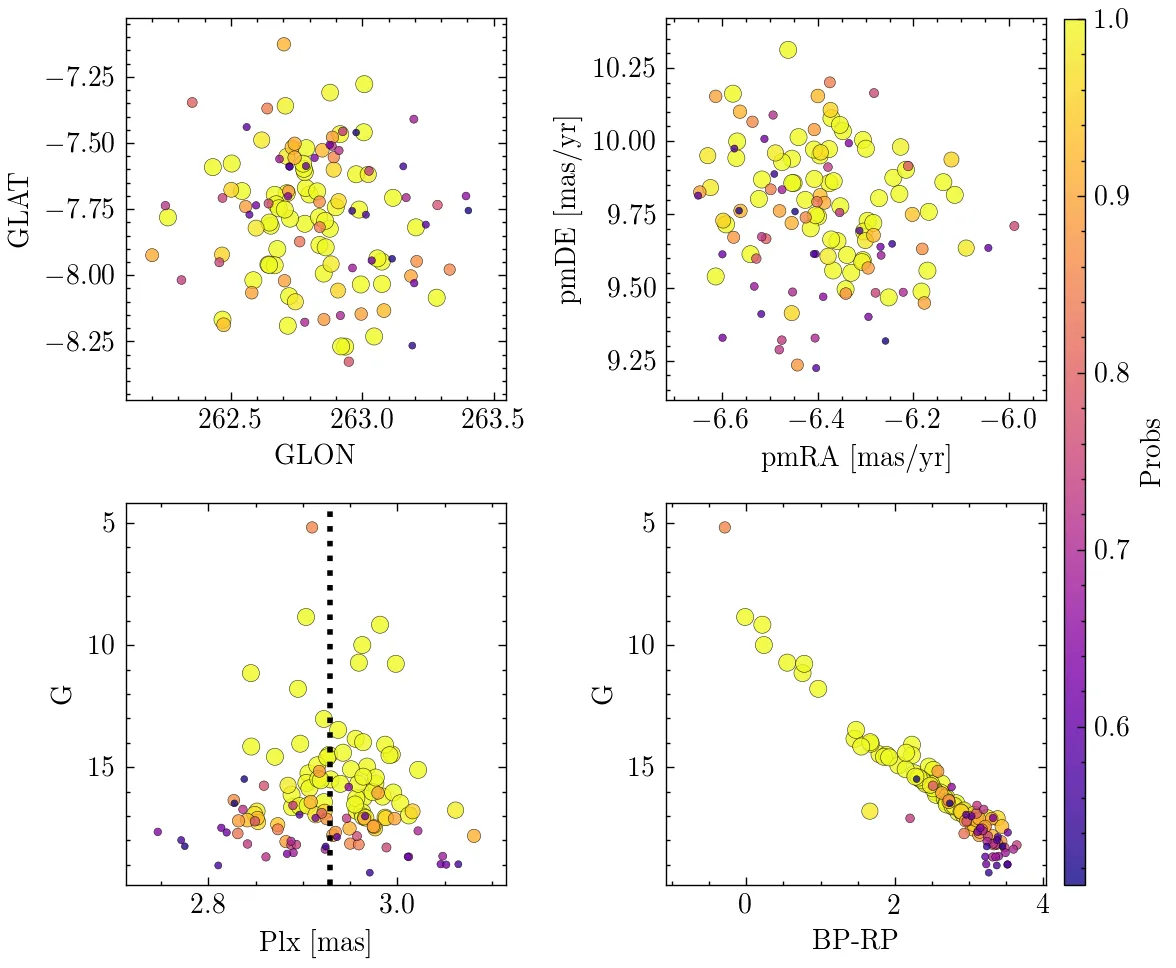 −7.25
−7.50
−7.75
−8.00
−8.25
GLAT
262.5 263.0 263.5
GLON
10.25
10.00
9.75
9.50
9.25
pmDE [mas/yr]
−6.6 −6.4 −6.2 −6.0
pmRA [mas/yr]
5
10
15
G
2.8 3.0
Plx [mas]
5
10
15
G
0 2 4
BP-RP
1.0
0.9
0.8
0.7
0.6
Probs